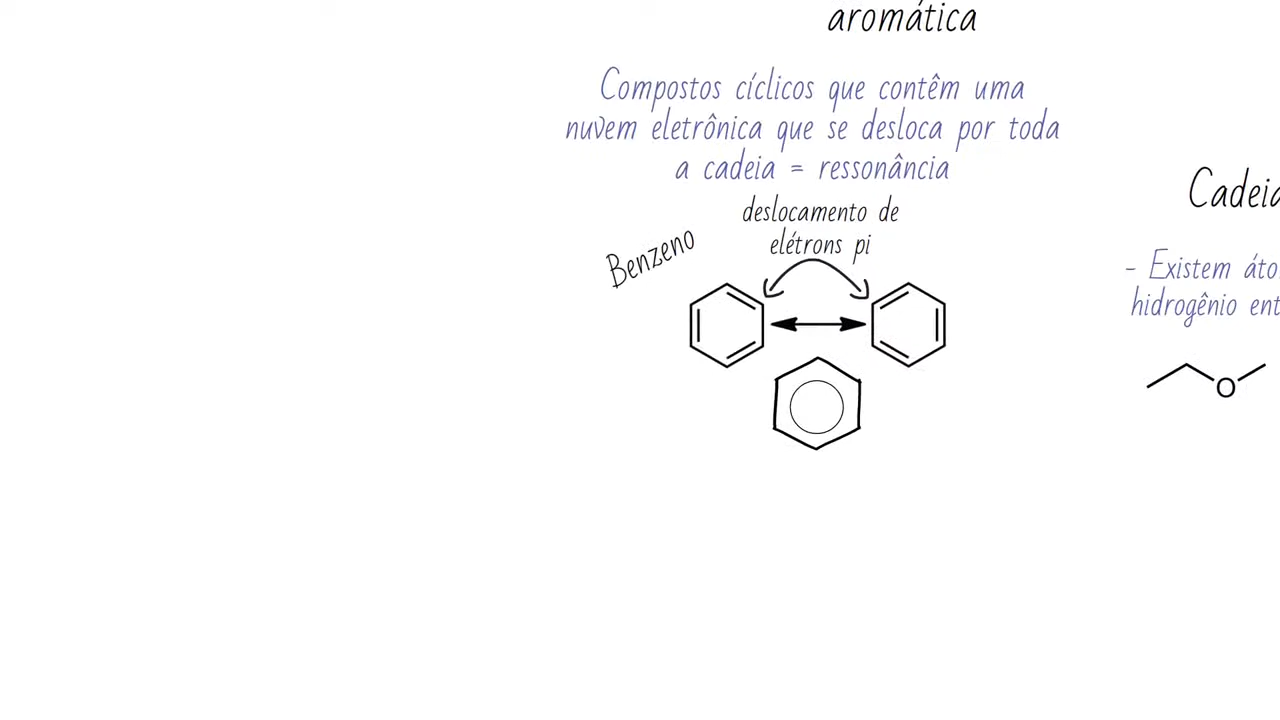 aromática
Compostos cíclicos que contêm uma
nuvem eletrônica que se desloca por toda
a cadeia = ressonância
deslocamento de
elétrons pi
Benzeno
Cadeia
- Existem áto
hidrogênio ent
O